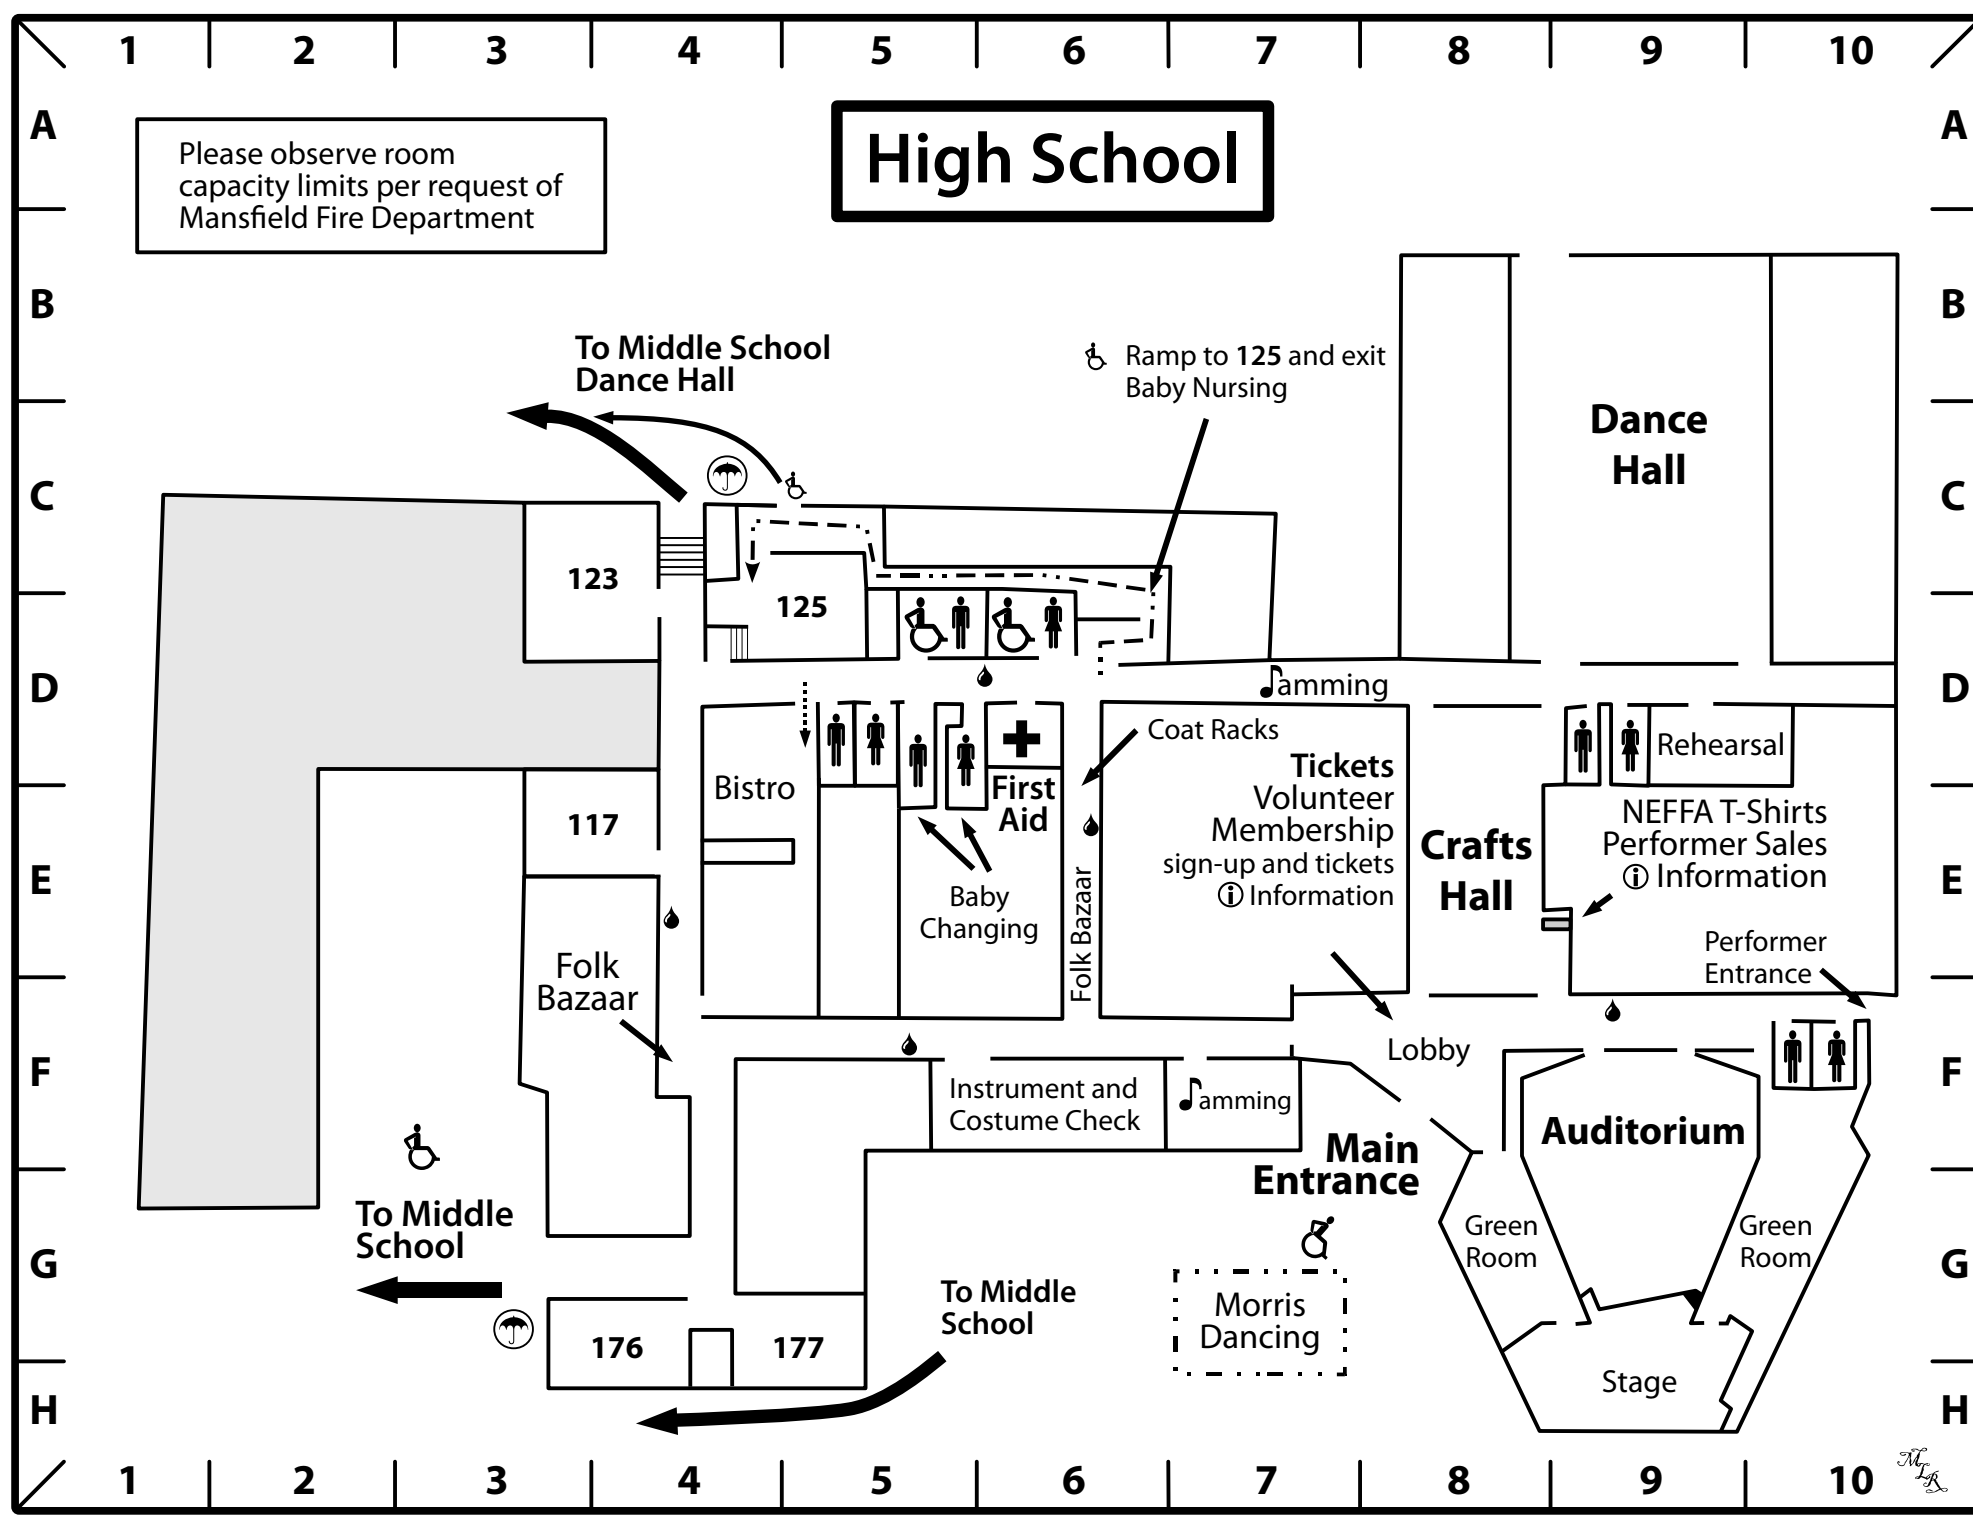 1 2 3 4 5 6 7 8 9 10
A A
High School
Please observe room
capacity limits per request of
Mansfield Fire Department
B B
To Middle School
Dance Hall
Ramp to 125 and exit
Baby Nursing
Dance
Hall
C C
123
125
D D
Jamming
Coat Racks
Rehearsal
Bistro
First
Aid
Tickets
Volunteer
Membership
sign-up and tickets
i Information
NEFFA T-Shirts
Performer Sales
i Information
117
Crafts
Hall
E E
Baby
Changing
Folk Bazaar
Performer
Entrance
Folk
Bazaar
Lobby
F F
Instrument and
Costume Check
Jamming
Auditorium
Main
Entrance
To Middle
School
Green
Room
Green
Room
G G
To Middle
School
Morris
Dancing
176
177
Stage
H H
MLR
1 2 3 4 5 6 7 8 9 10